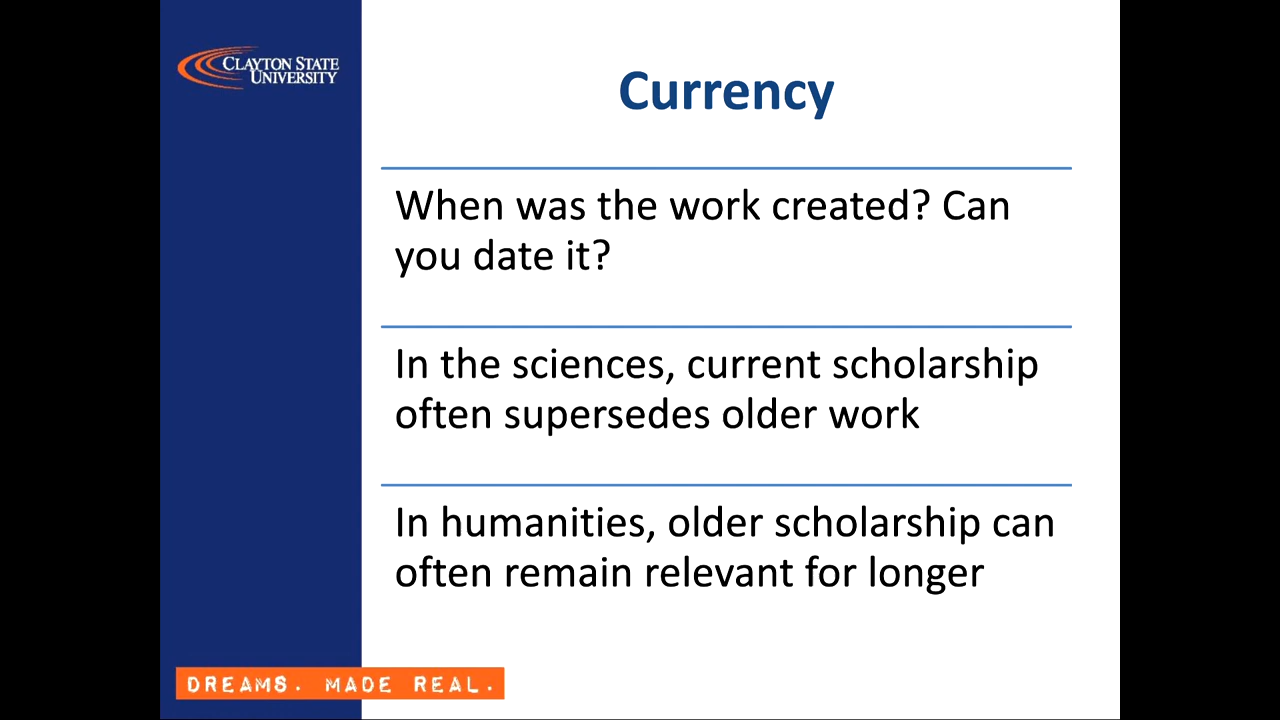 CLAYTON STATE
UNIVERSITY
Currency
When was the work created? Can
you date it?
In the sciences, current scholarship
often supersedes older work
In humanities, older scholarship can
often remain relevant for longer
DREAMS. MADE REAL.